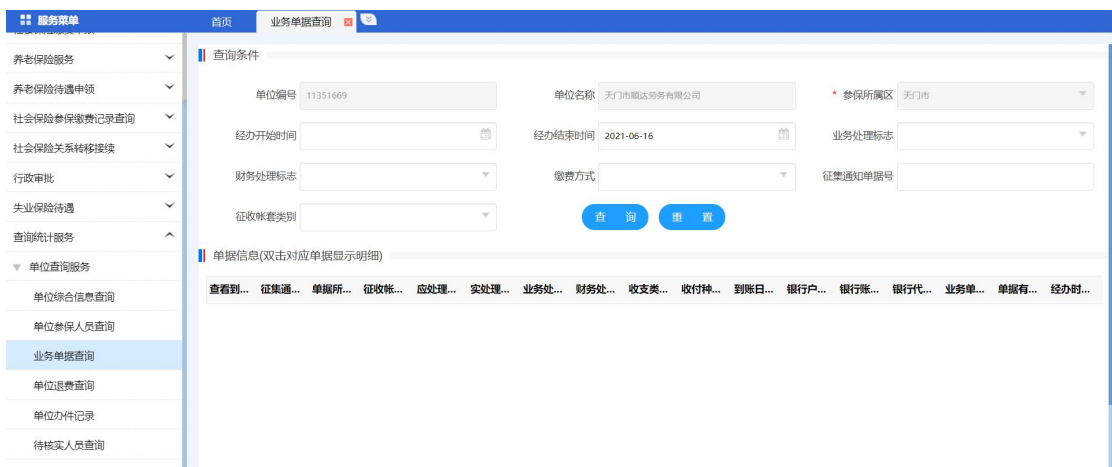 服务菜单
首页
业务单据查询
养老保险服务
养老保险待遇申领
社会保险参保缴费记录查询
社会保险关系转移接续
行政审批
失业保险待遇
查询统计服务
单位查询服务
单位综合信息查询
单位参保人员查询
业务单据查询
单位退费查询
单位办件记录
待核实人员查询
查询条件
单位编号 11351669
单位名称 天门市顺达劳务有限公司
* 参保所属区 天门市
经办开始时间
经办结束时间 2021-06-16
业务处理标志
财务处理标志
缴费方式
征集通知单据号
征收帐套类别
查 询
重 置
单据信息(双击对应单据显示明细)
查看到... 征集通... 单据所... 征收帐... 应处理... 实处理... 业务处... 财务处... 收支类... 收付种... 到账日... 银行户... 银行账... 银行代... 业务单... 单据有... 经办时...